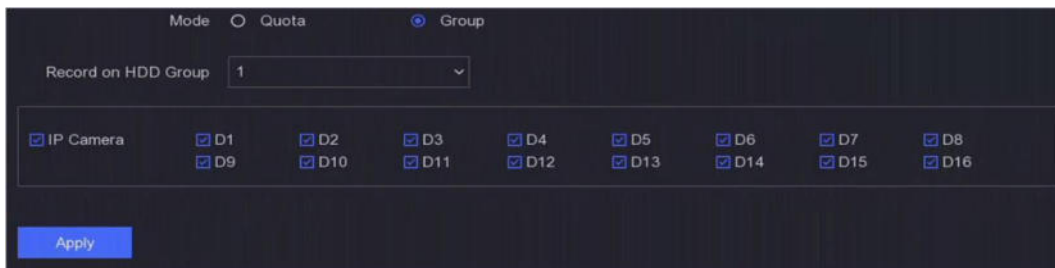 Mode Quota Group
Record on HDD Group 1
IP Camera D1 D2 D3 D4 D5 D6 D7 D8
D9 D10 D11 D12 D13 D14 D15 D16
Apply